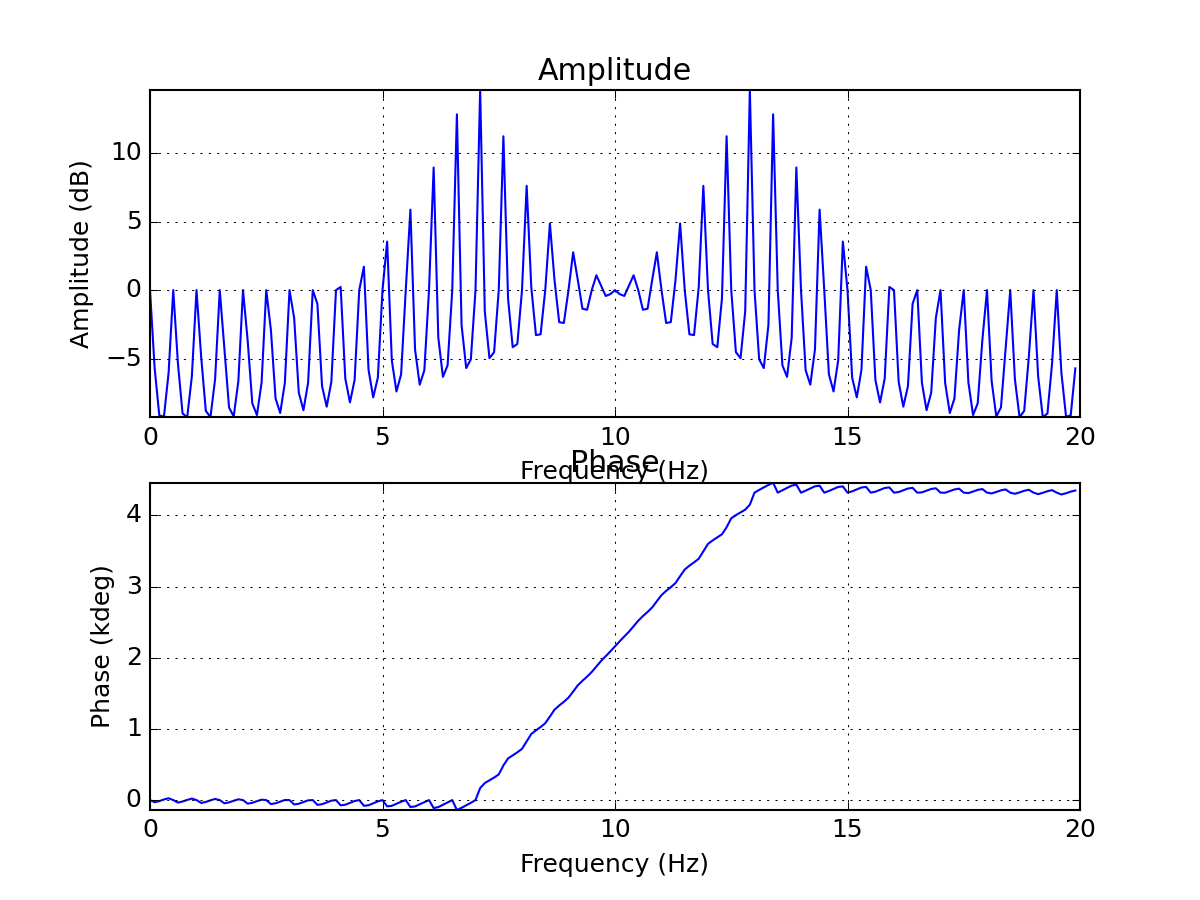 Amplitude
Amplitude (dB)
10
5
0
−5
0 5 10 15 20
Frequency (Hz)
Phase
Phase (kdeg)
4
3
2
1
0
0 5 10 15 20
Frequency (Hz)